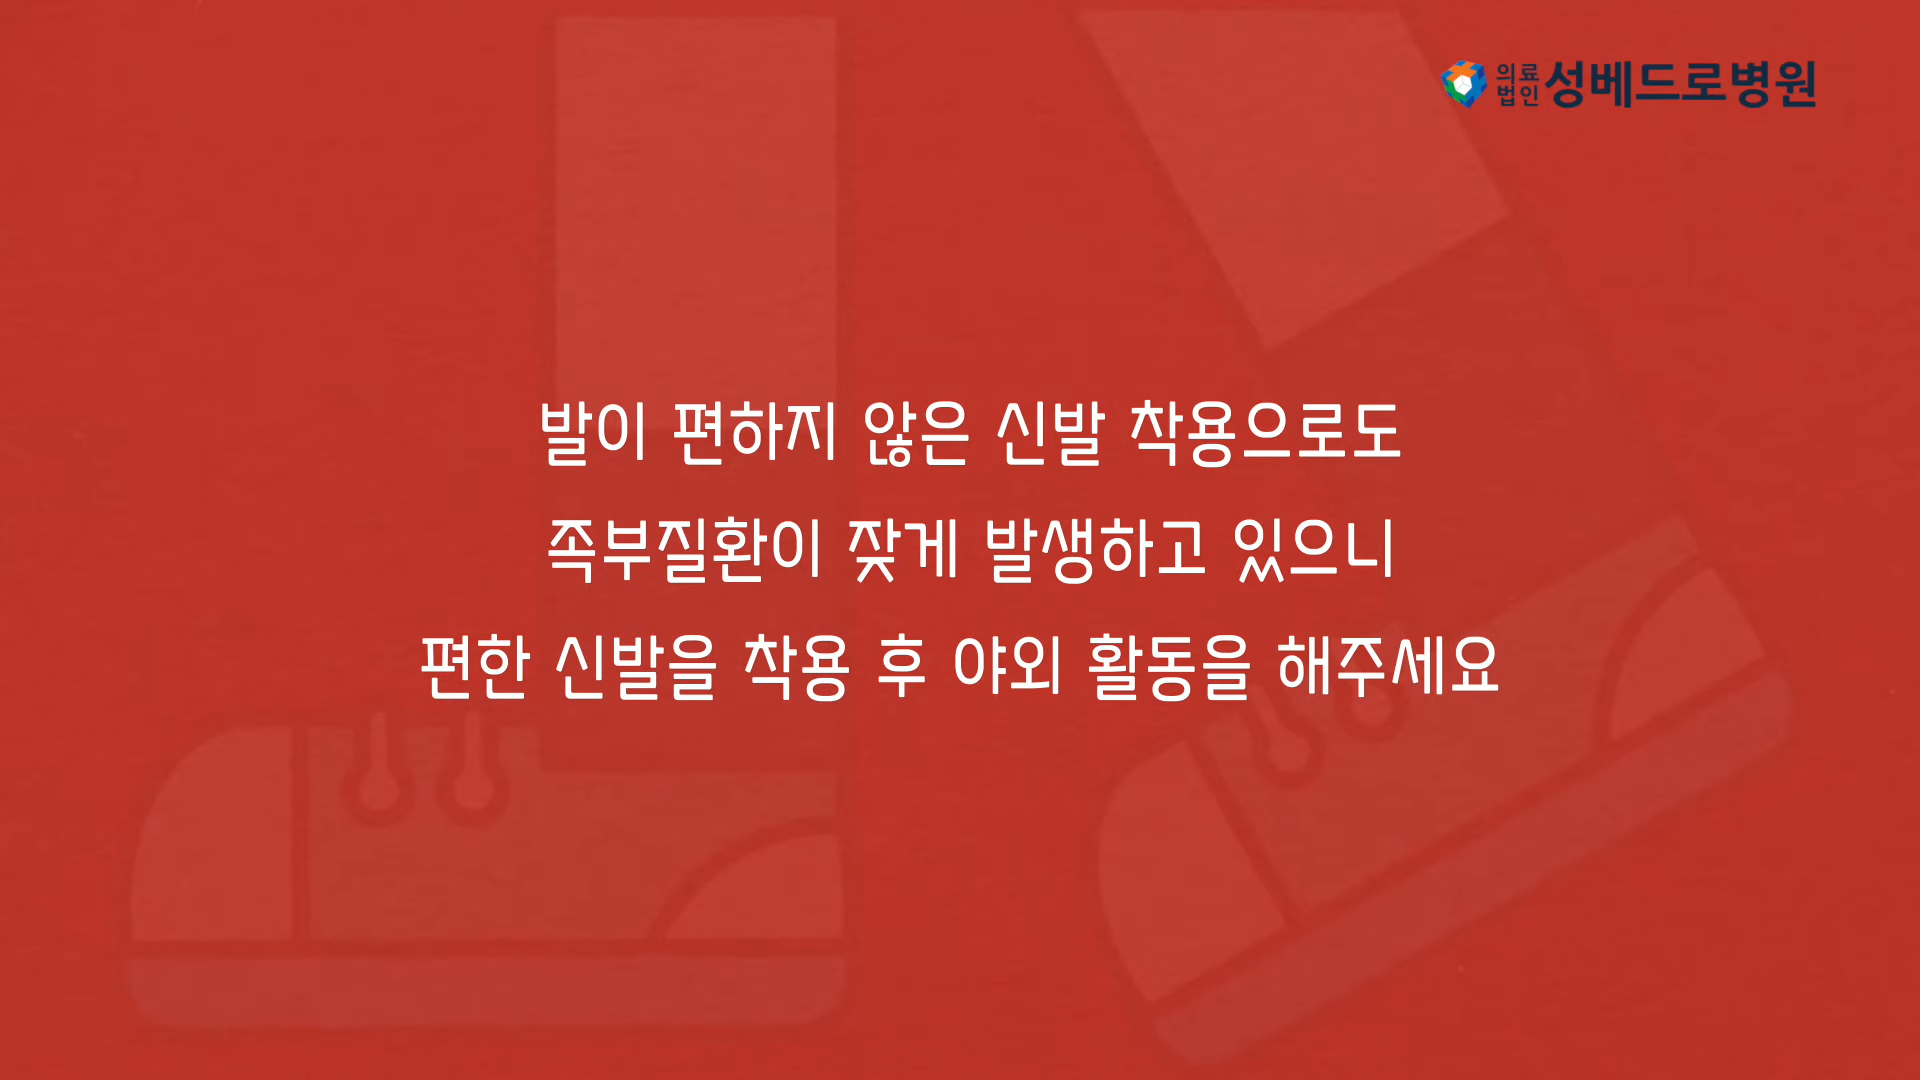 의료
법인 성베드로병원
발이 편하지 않은 신발 착용으로도
족부질환이 잦게 발생하고 있으니
편한 신발을 착용 후 야외 활동을 해주세요